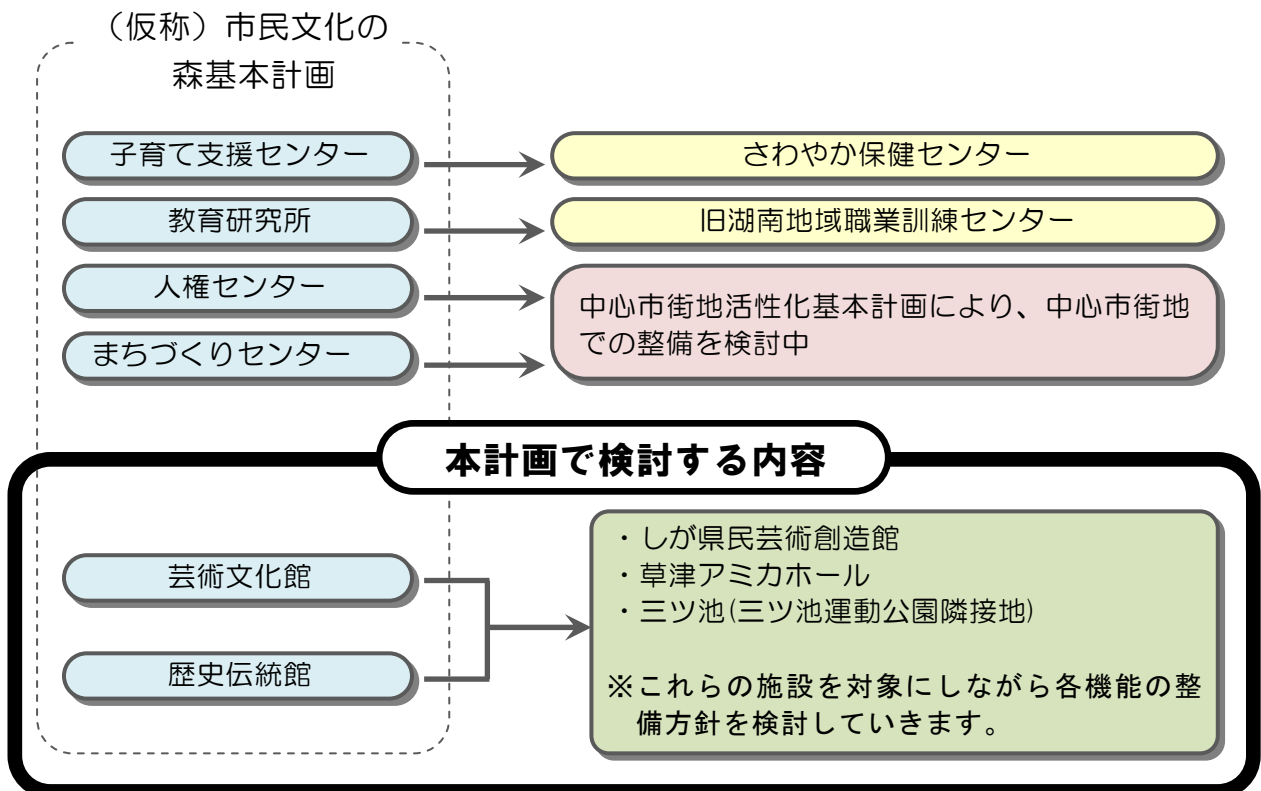 (仮称)市民文化の
森基本計画
子育て支援センター
さわやか保健センター
教育研究所
旧湖南地域職業訓練センター
人権センター
まちづくりセンター
中心市街地活性化基本計画により、中心市街地
での整備を検討中
本計画で検討する内容
芸術文化館
歴史伝統館
・しが県民芸術創造館
・草津アミカホール
・三ツ池(三ツ池運動公園隣接地)
※これらの施設を対象にしながら各機能の整
備方針を検討していきます。